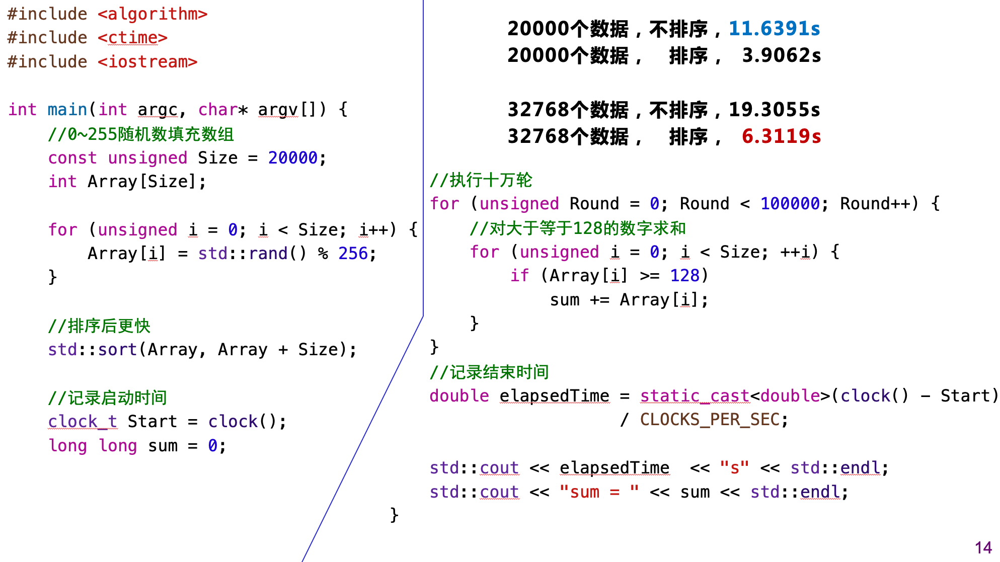 #include <algorithm>
#include <ctime>
#include <iostream>
int main(int argc, char* argv[]) {
//0~255随机数填充数组
const unsigned Size = 20000;
int Array[Size];
for (unsigned i = 0; i < Size; i++) {
Array[i] = std::rand() % 256;
}
//排序后更快
std::sort(Array, Array + Size);
//记录启动时间
clock_t Start = clock();
long long sum = 0;
20000个数据，不排序，11.6391s
20000个数据， 排序， 3.9062s
32768个数据，不排序，19.3055s
32768个数据， 排序， 6.3119s
//执行十万轮
for (unsigned Round = 0; Round < 100000; Round++) {
//对大于等于128的数字求和
for (unsigned i = 0; i < Size; ++i) {
if (Array[i] >= 128)
sum += Array[i];
}
}
//记录结束时间
double elapsedTime = static_cast<double>(clock() - Start)
/ CLOCKS_PER_SEC;
std::cout << elapsedTime  << "s" << std::endl;
std::cout << "sum = " << sum << std::endl;
}
14